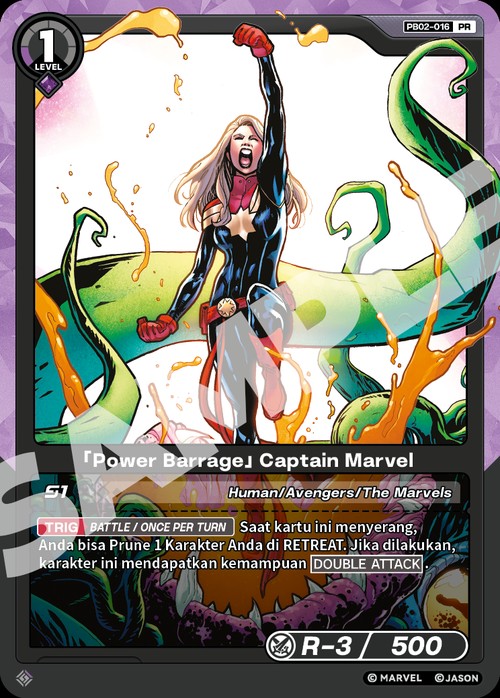 PB02-016 PR
1
LEVEL
SAMPLE
「Power Barrage」 Captain Marvel
S1
Human/Avengers/The Marvels
TRIG BATTLE / ONCE PER TURN Saat kartu ini menyerang,
Anda bisa Prune 1 Karakter Anda di RETREAT. Jika dilakukan,
karakter ini mendapatkan kemampuan DOUBLE ATTACK.
R-3 / 500
© MARVEL ©JASON